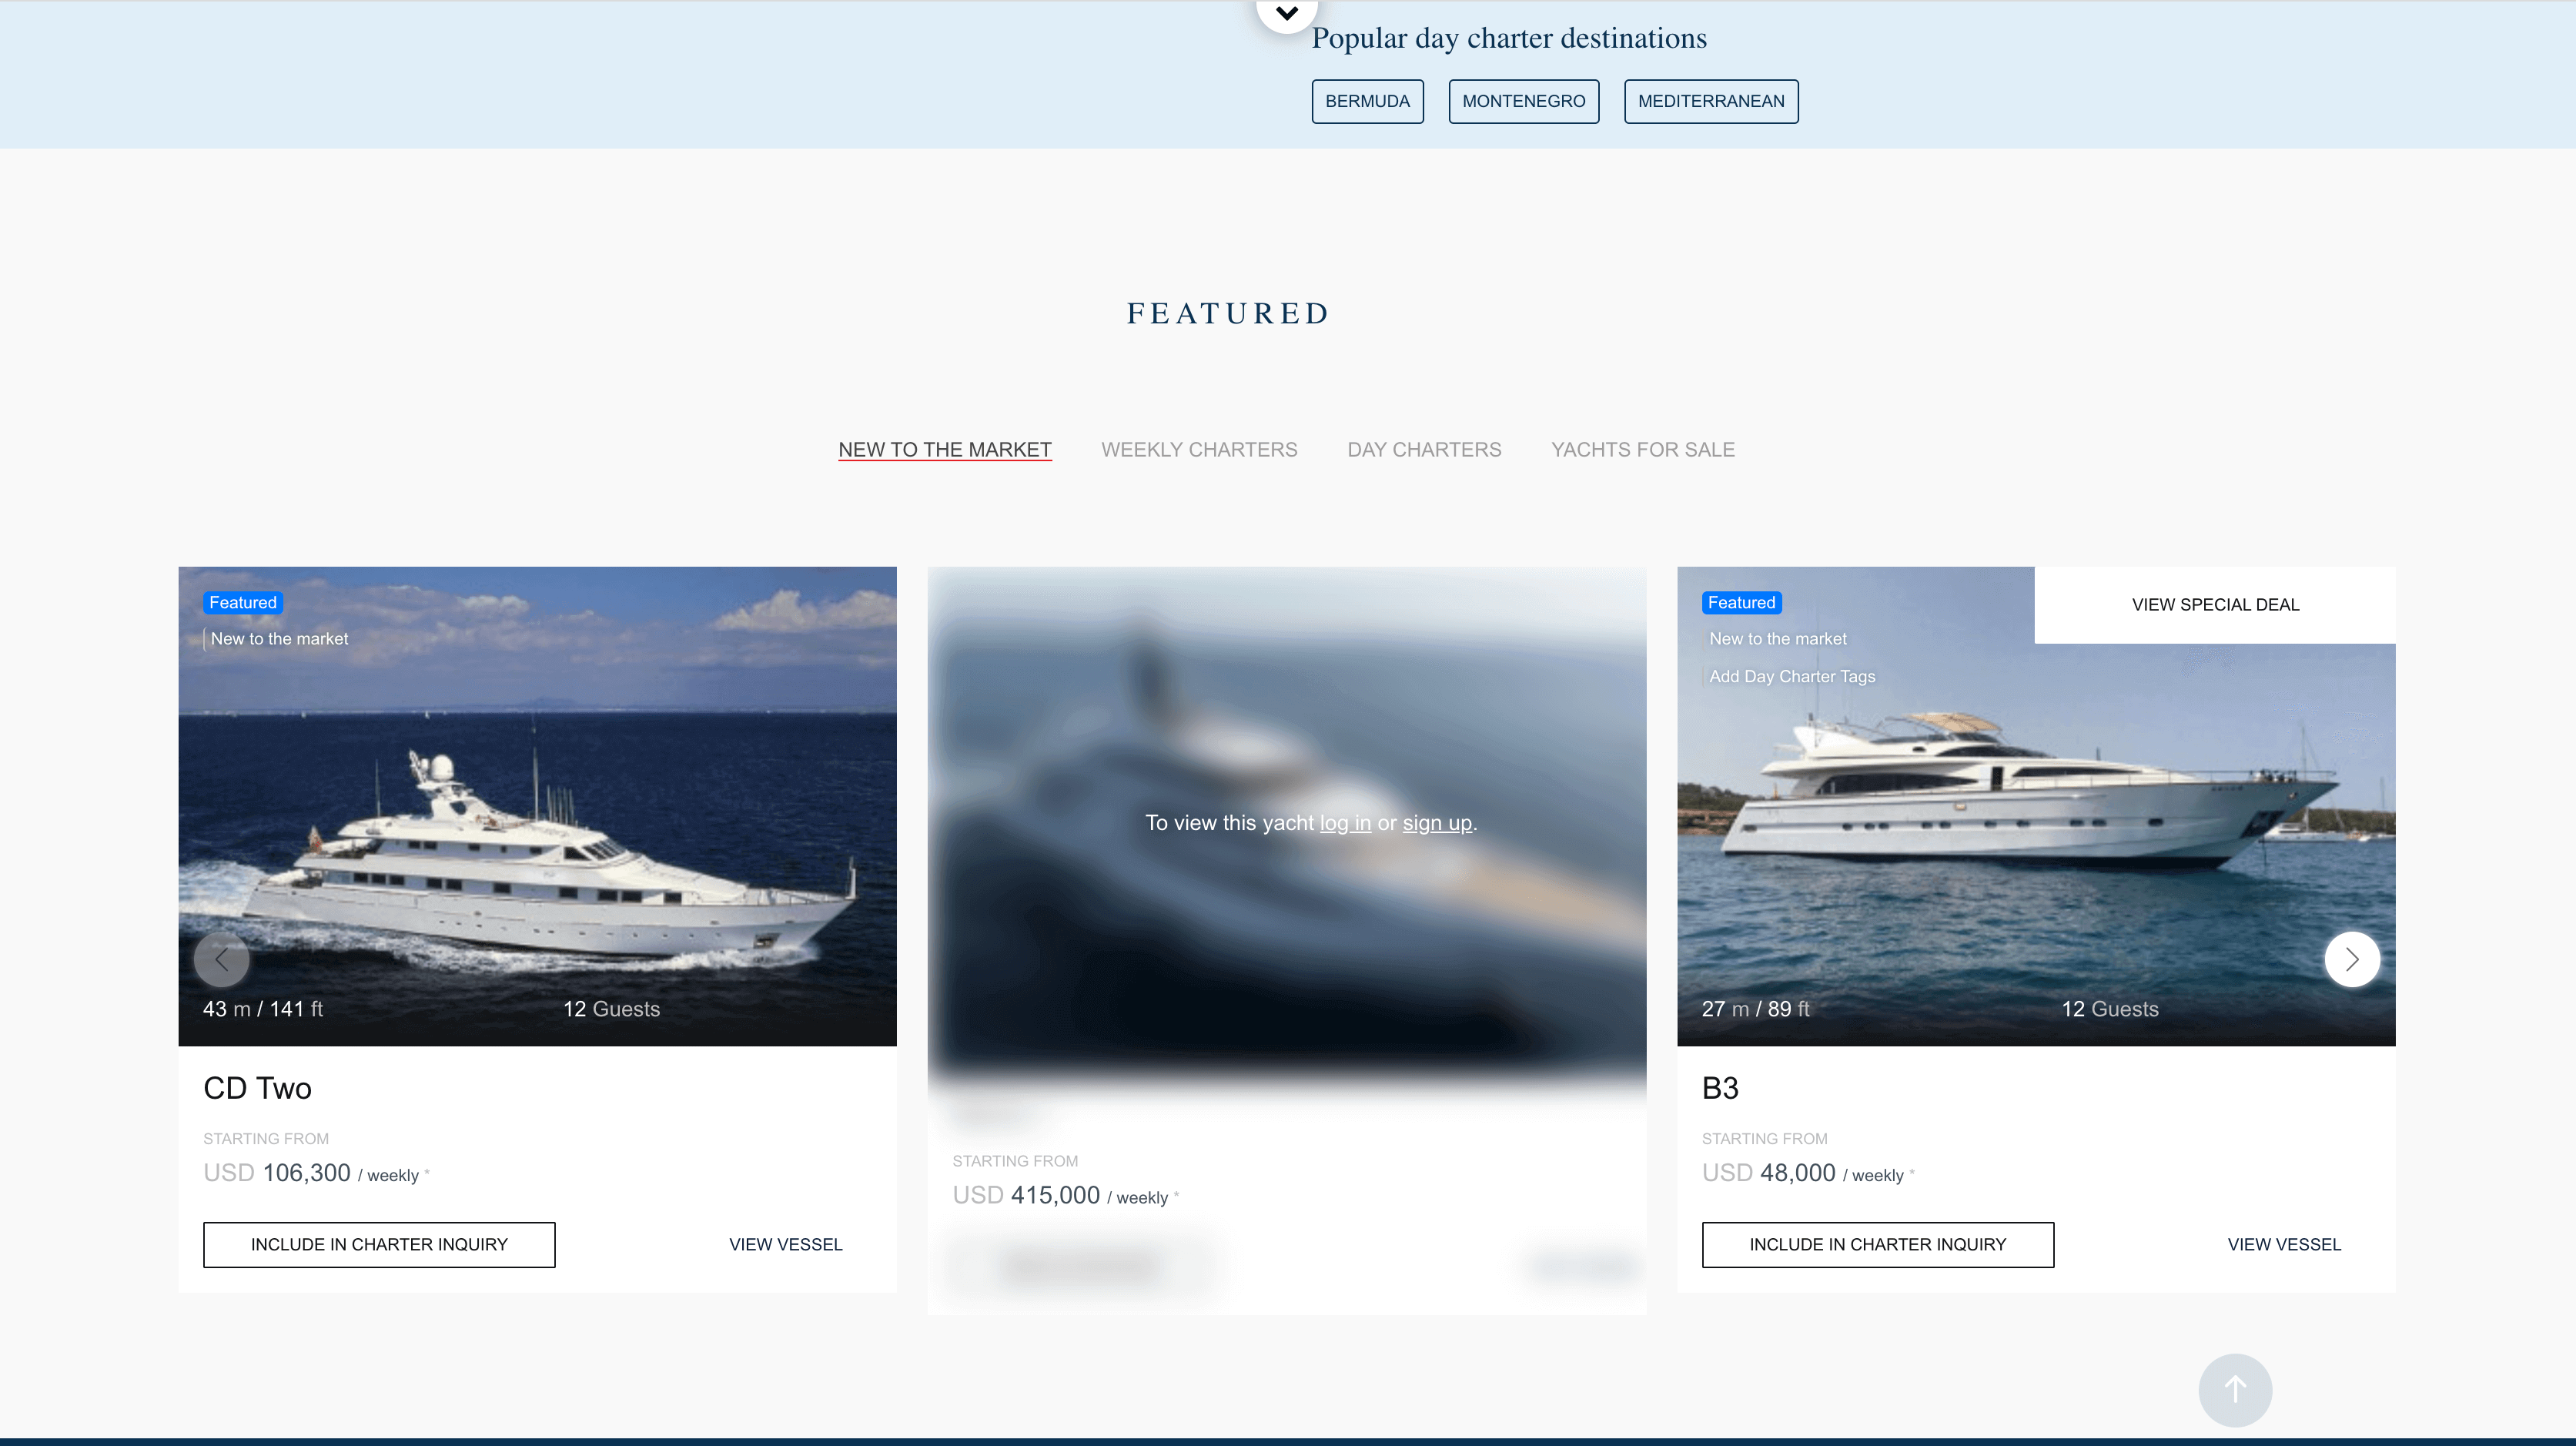 Popular day charter destinations
BERMUDA MONTENEGRO MEDITERRANEAN
FEATURED
NEW TO THE MARKET WEEKLY CHARTERS DAY CHARTERS YACHTS FOR SALE
Featured
New to the market
43 m / 141 ft 12 Guests
CD Two
STARTING FROM
USD 106,300 / weekly *
INCLUDE IN CHARTER INQUIRY VIEW VESSEL
To view this yacht log in or sign up.
STARTING FROM
USD 415,000 / weekly *
Featured
VIEW SPECIAL DEAL
New to the market
Add Day Charter Tags
27 m / 89 ft 12 Guests
B3
STARTING FROM
USD 48,000 / weekly *
INCLUDE IN CHARTER INQUIRY VIEW VESSEL